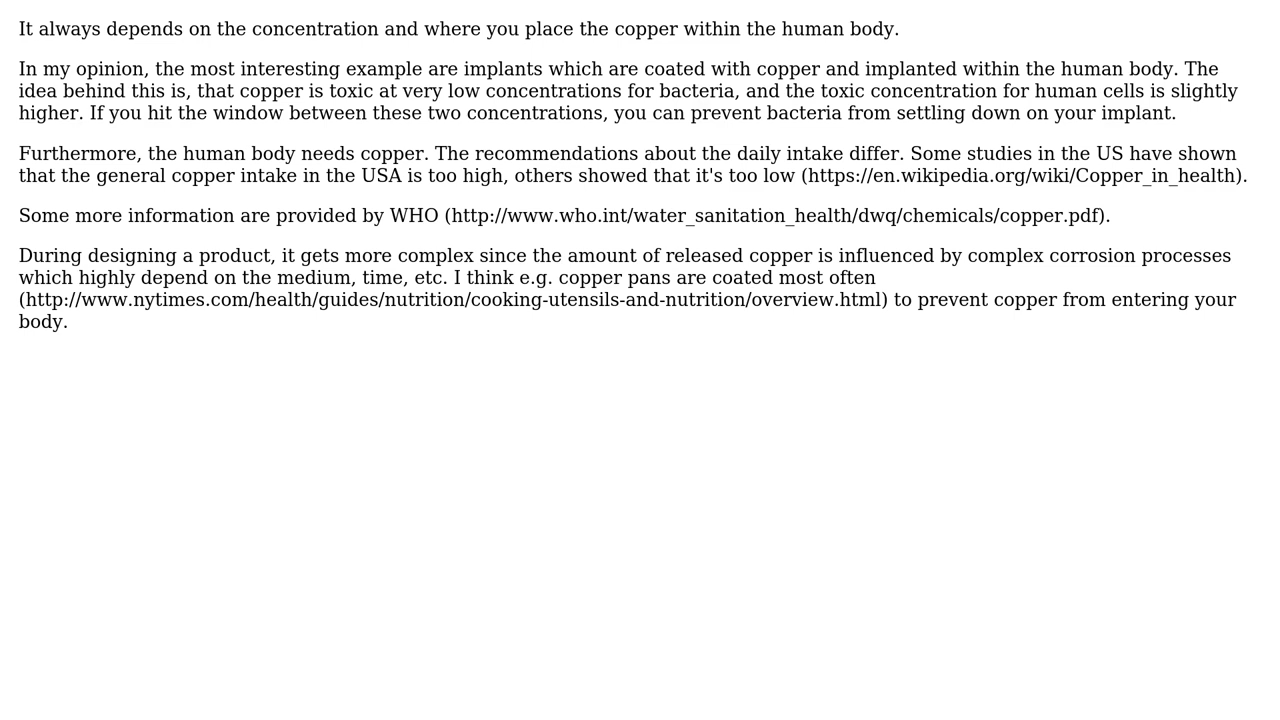 It always depends on the concentration and where you place the copper within the human body.
In my opinion, the most interesting example are implants which are coated with copper and implanted within the human body. The
idea behind this is, that copper is toxic at very low concentrations for bacteria, and the toxic concentration for human cells is slightly
higher. If you hit the window between these two concentrations, you can prevent bacteria from settling down on your implant.
Furthermore, the human body needs copper. The recommendations about the daily intake differ. Some studies in the US have shown
that the general copper intake in the USA is too high, others showed that it's too low (https://en.wikipedia.org/wiki/Copper_in_health).
Some more information are provided by WHO (http://www.who.int/water_sanitation_health/dwq/chemicals/copper.pdf).
During designing a product, it gets more complex since the amount of released copper is influenced by complex corrosion processes
which highly depend on the medium, time, etc. I think e.g. copper pans are coated most often
(http://www.nytimes.com/health/guides/nutrition/cooking-utensils-and-nutrition/overview.html) to prevent copper from entering your
body.